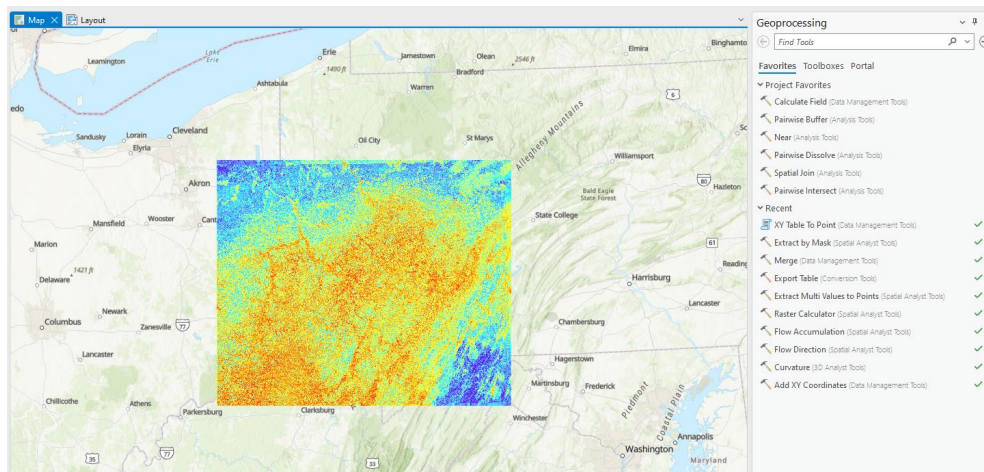 Map
Layout
Geoprocessing
Find Tools
Favorites Toolboxes Portal
Project Favorites
Calculate Field (Data Management Tools)
Pairwise Buffer (Analysis Tools)
Near (Analysis Tools)
Pairwise Dissolve (Analysis Tools)
Spatial Join (Analysis Tools)
Pairwise Intersect (Analysis Tools)
Recent
XY Table To Point (Data Management Tools)
Extract by Mask (Spatial Analyst Tools)
Merge (Data Management Tools)
Export Table (Conversion Tools)
Extract Multi Values to Points (Spatial Analyst Tools)
Raster Calculator (Spatial Analyst Tools)
Flow Accumulation (Spatial Analyst Tools)
Flow Direction (Spatial Analyst Tools)
Curvature (3D Analyst Tools)
Add XY Coordinates (Data Management Tools)
Leamington
Lake
Erie
Erie
1490 ft
Jamestown
Olean
2546 ft
Elmira
Binghamto
Bradford
Ashtabula
Warren
6
edo
Sandusky
Lorain
Cleveland
Elyria
Oil City
St Marys
Allegheny Mountains
Williamsport
80
Hazleton
Akron
Bald Eagle
State Forest
Mansfield
Wooster
Cant
State College
Marion
61
1421 ft
Delaware
Reading
Harrisburg
Newark
Columbus
Zanesville
77
Lancaster
Chambersburg
Lancaster
Hagerstown
Chillicothe
Athens
Parkersburg
Clarksburg
Martinsburg
Frederick
Winchester
Piedmont
Coastal Plain
Annapolis
35
77
33
Washington
Maryland